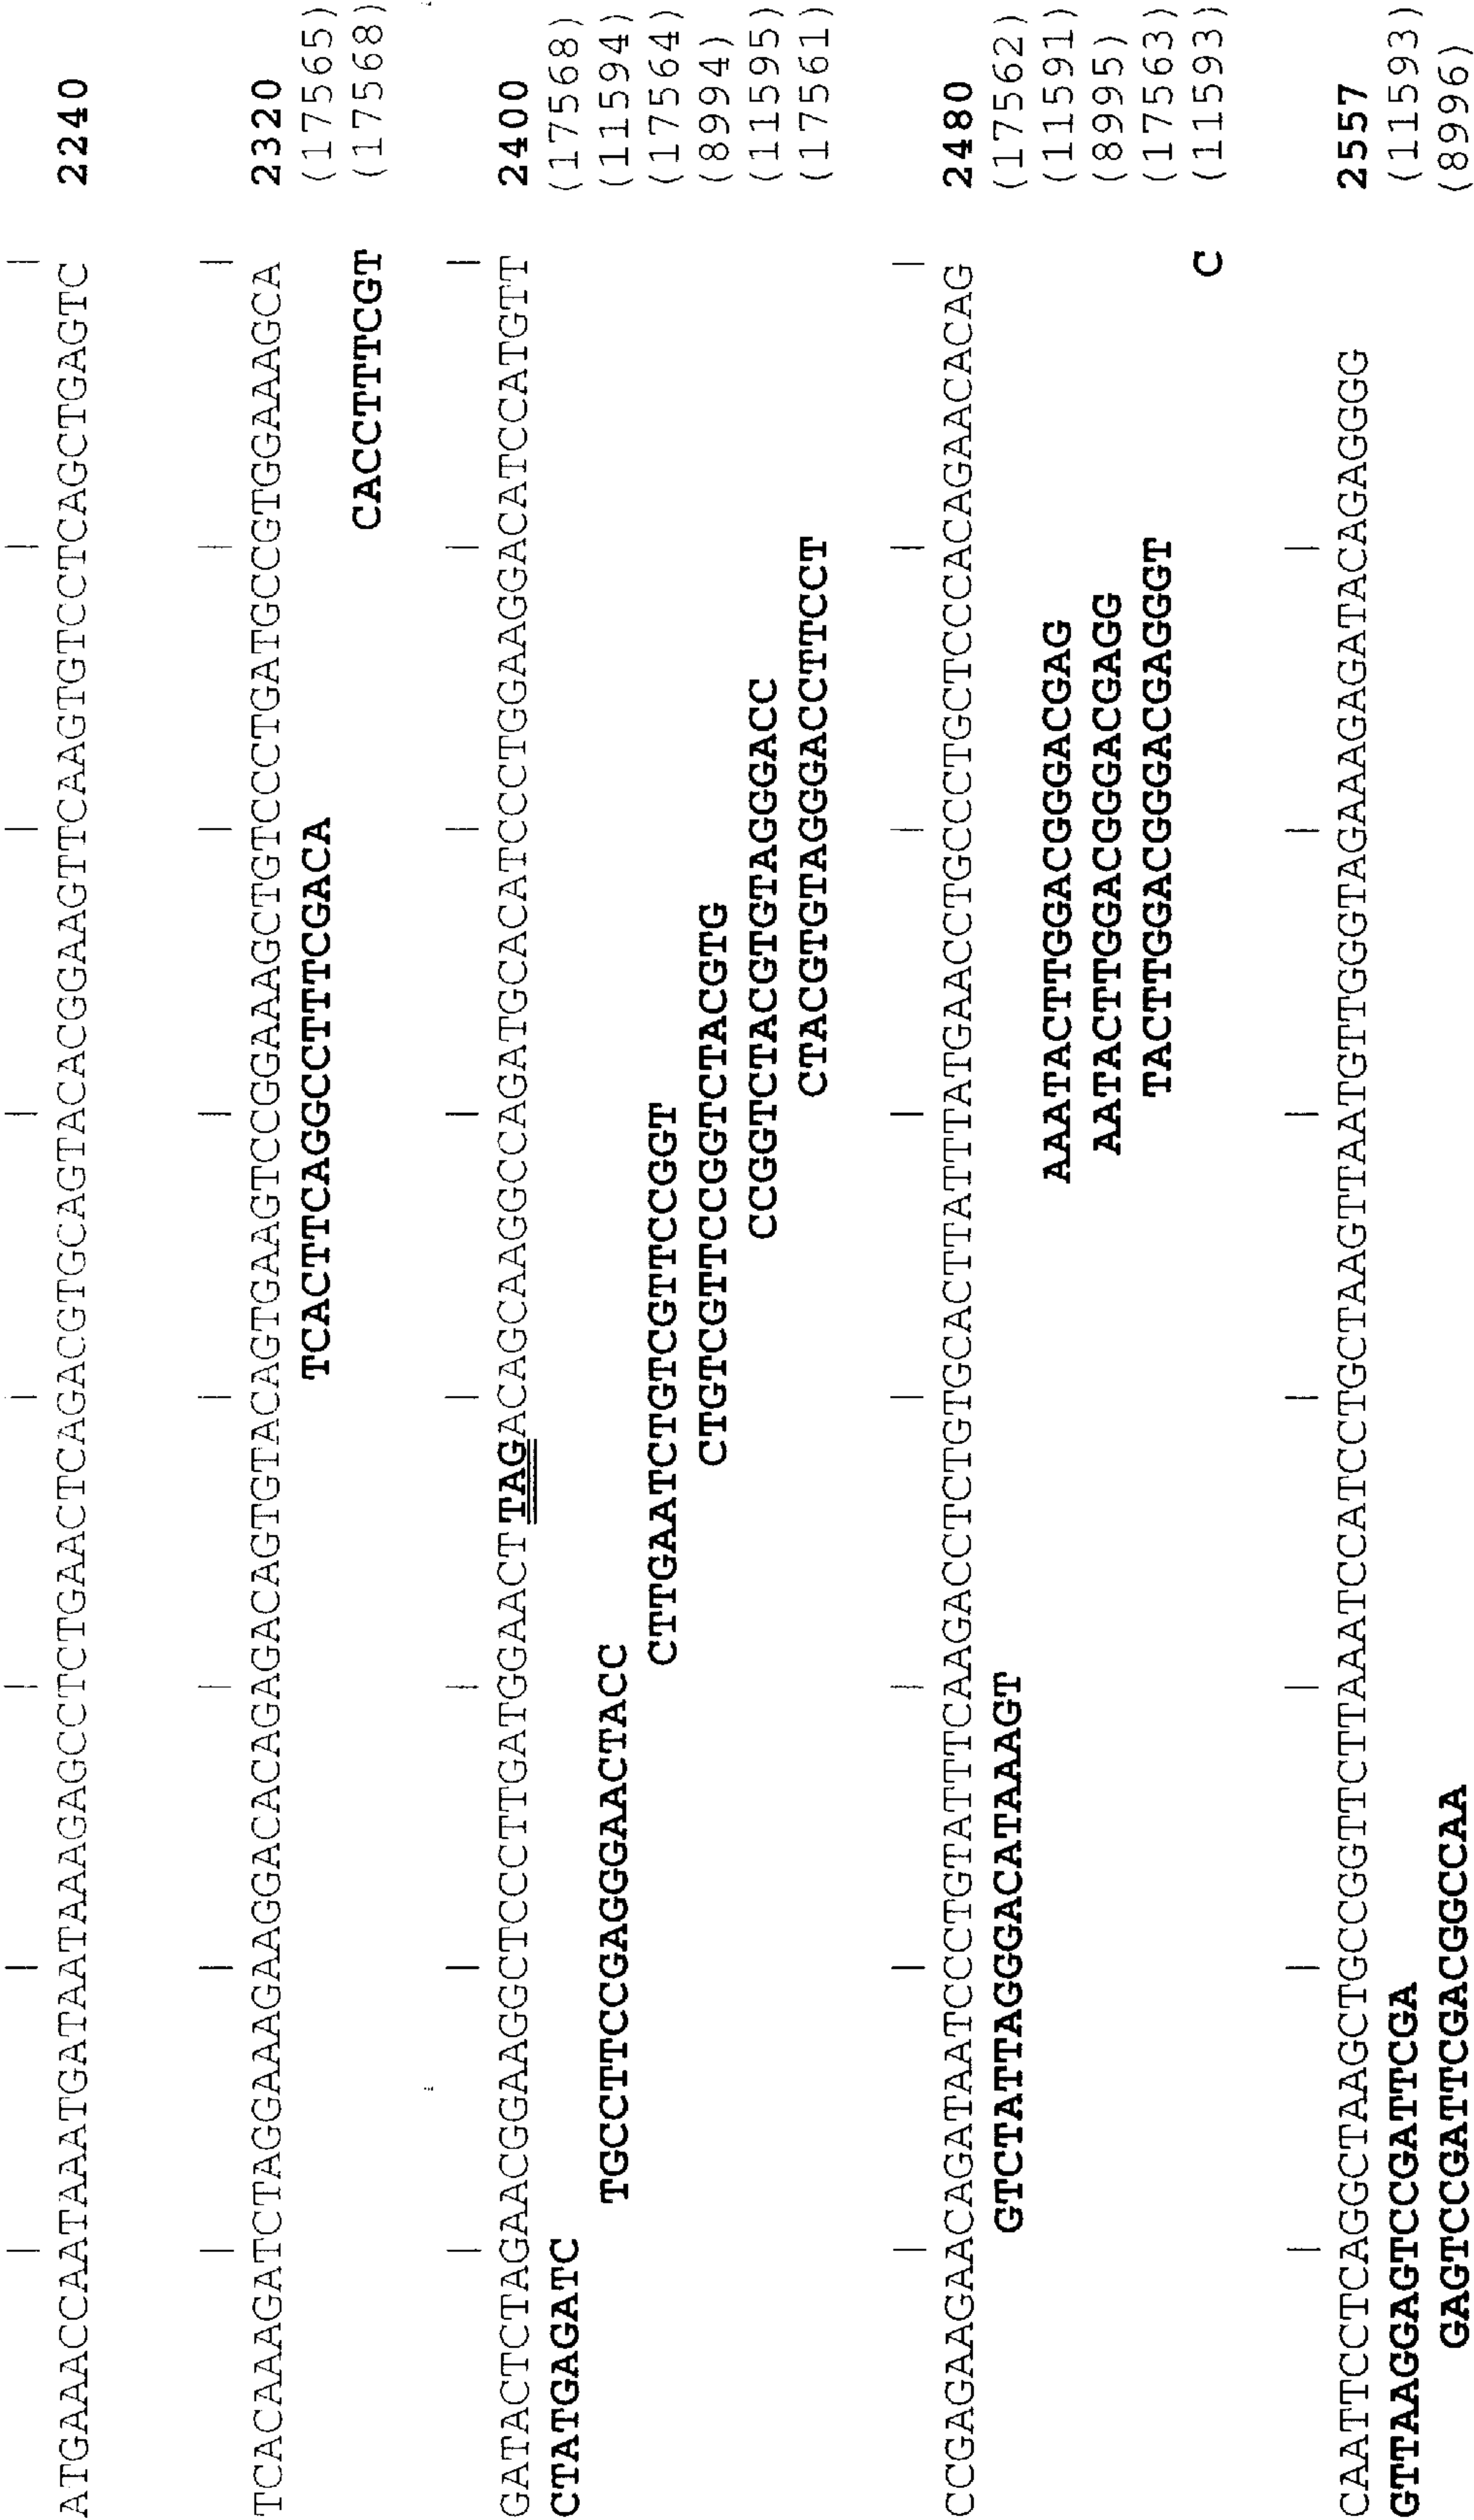 ATGAAACCAATAAATGATAATAAAGAGCCTCTGAACTCAGACGTGCAGTACACGGAAGTTCAAGTGTCCTCAGCTGAGTC 2240
TCACAAAGATCTAGGAAAGAAGGACACAGAGACAGTGTACAGTGAAGTCCGGAAAGCTGTCCCTGATGCCGTGGAAAGCA 2320
TCACTTCAGGCCTTTCGACA (17565)
CACCTTTCGT (17568)
GATACTCTAGAACGGAAGGCTCCCTTGATGGAACTTAGACAGCAAGGCCAGATGCACATCCCTGGAAGGACATCCATGTT 2400
CTATGAGATC (17568)
TGCCTTCCGAGGGAACTACC (11594)
CTTGAATCTGTCGTTCCGGT (17564)
CTGTCGTTCCGGTCTACGTG (8994)
CCGGTCTACGTGTAGGGACC (11595)
CTACGTGTAGGGACCTTCCT (17561)
CCGAGAAGAACAGATAATCCCTGTATTTCAAGACCTCTGTGCACTTATTTATGAACCTGCCCTGCTCCCACAGAACACAG 2480
GTCTATTAGGGACATAAAGT (17562)
AAATACTTGGACGGGACGAG (11591)
AATACTTGGACGGGACGAGG (8995)
TACTTGGACGGGACGAGGGT (17563)
C (11593)
CAATTCCTCAGGCTAAGCTGCCGGTTCTTAAATCCATCCTGCTAAGTTAATGTTGGGTAGAAAGAGATACAGAGGGG 2557
GTTAAGGAGTCCGATTCGA (11593)
GAGTCCGATTCGACGGCCAA (8996)